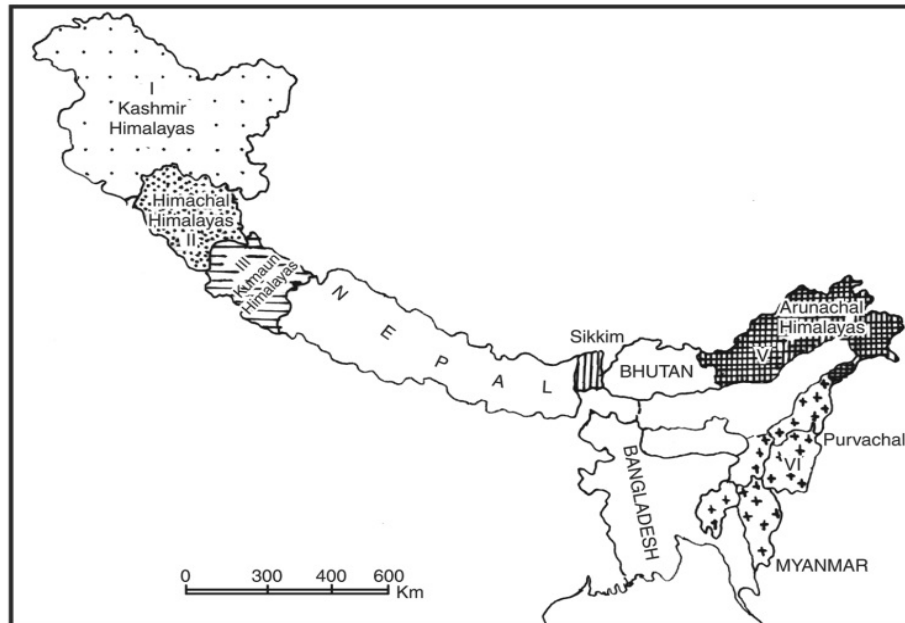 I
Kashmir
Himalayas
Himachal
Himalayas
II
III
Kumaun
Himalayas
NEPAL
Sikkim
BHUTAN
Arunachal
Himalayas
V
Purvachal
VI
BANGLADESH
MYANMAR
0 300 400 600
Km